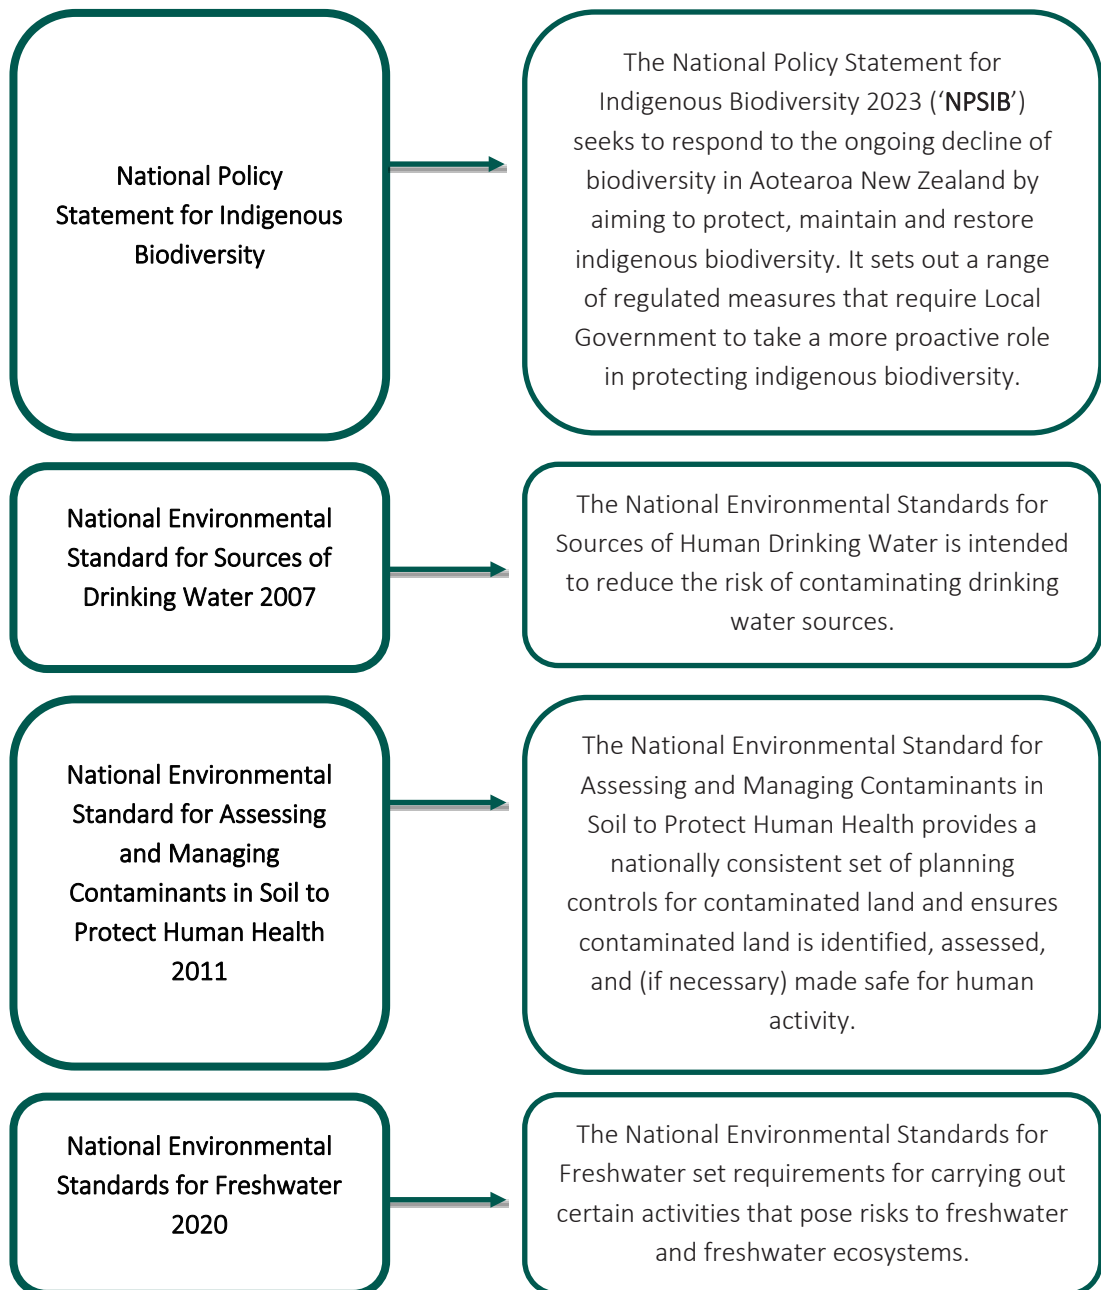 National Policy
Statement for Indigenous
Biodiversity
The National Policy Statement for
Indigenous Biodiversity 2023 (‘NPSIB’)
seeks to respond to the ongoing decline of
biodiversity in Aotearoa New Zealand by
aiming to protect, maintain and restore
indigenous biodiversity. It sets out a range
of regulated measures that require Local
Government to take a more proactive role
in protecting indigenous biodiversity.
National Environmental
Standard for Sources of
Drinking Water 2007
The National Environmental Standards for
Sources of Human Drinking Water is intended
to reduce the risk of contaminating drinking
water sources.
National Environmental
Standard for Assessing
and Managing
Contaminants in Soil to
Protect Human Health
2011
The National Environmental Standard for
Assessing and Managing Contaminants in
Soil to Protect Human Health provides a
nationally consistent set of planning
controls for contaminated land and ensures
contaminated land is identified, assessed,
and (if necessary) made safe for human
activity.
National Environmental
Standards for Freshwater
2020
The National Environmental Standards for
Freshwater set requirements for carrying out
certain activities that pose risks to freshwater
and freshwater ecosystems.